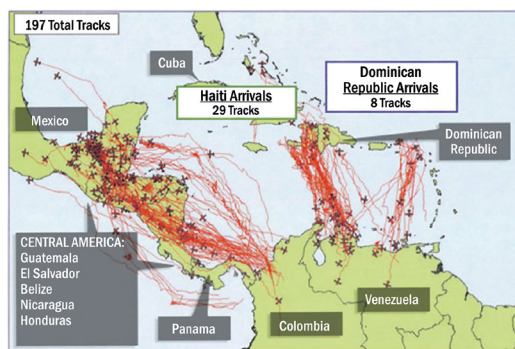 197 Total Tracks
Cuba
Haiti Arrivals
29 Tracks
Dominican
Republic Arrivals
8 Tracks
Mexico
Dominican
Republic
CENTRAL AMERICA:
Guatemala
El Salvador
Belize
Nicaragua
Honduras
Panama
Colombia
Venezuela